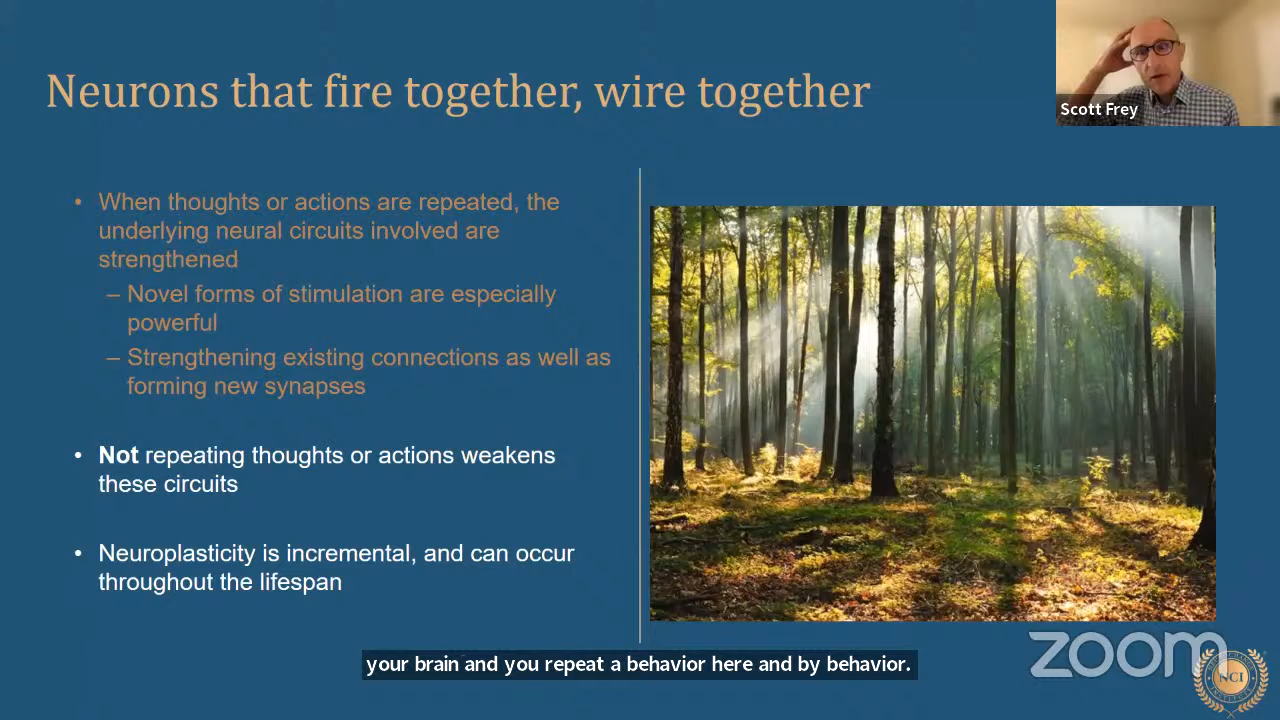 Neurons that fire together, wire together
Scott Frey
• When thoughts or actions are repeated, the
underlying neural circuits involved are
strengthened
– Novel forms of stimulation are especially
powerful
– Strengthening existing connections as well as
forming new synapses
• Not repeating thoughts or actions weakens
these circuits
• Neuroplasticity is incremental, and can occur
throughout the lifespan
your brain and you repeat a behavior here and by behavior.
zoom
NCI